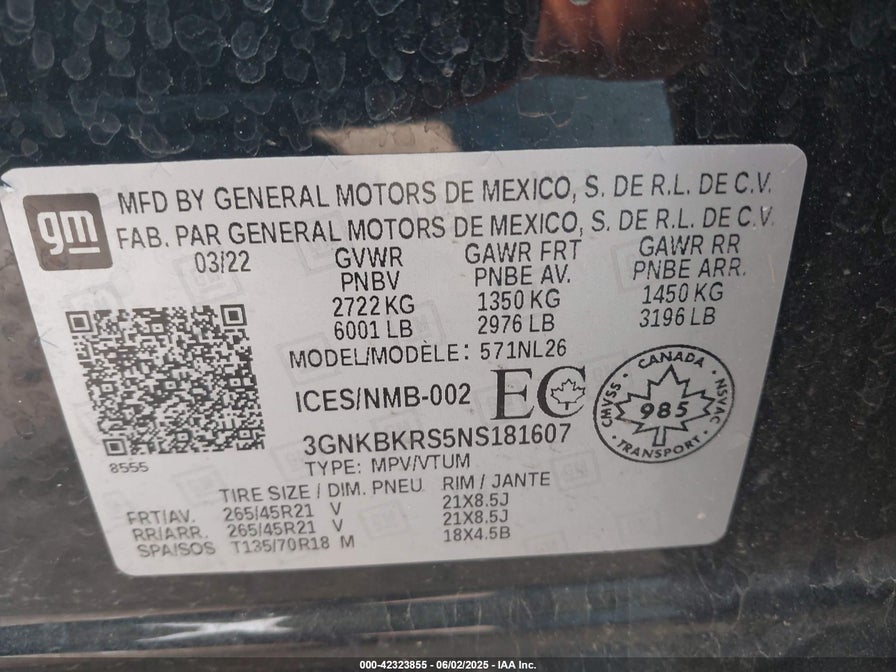 gm
MFD BY GENERAL MOTORS DE MEXICO, S. DE R.L. DE C.V.
FAB. PAR GENERAL MOTORS DE MEXICO, S. DE R.L. DE C.V.
03/22 GVWR GAWR FRT GAWR RR
PNBV PNBE AV. PNBE ARR.
2722 KG 1350 KG 1450 KG
6001 LB 2976 LB 3196 LB
MODEL/MODÈLE: 571NL26
ICES/NMB-002 EC
CANADA
CMVSS 985 NSVAC
TRANSPORT
3GNKBKRS5NS181607
8555 TYPE: MPV/VTUM
TIRE SIZE / DIM. PNEU RIM / JANTE
FRT/AV. 265/45R21 V 21X8.5J
RR/ARR. 265/45R21 V 21X8.5J
SPA/SOS T135/70R18 M 18X4.5B
000-42323855 - 06/02/2025 - IAA Inc.